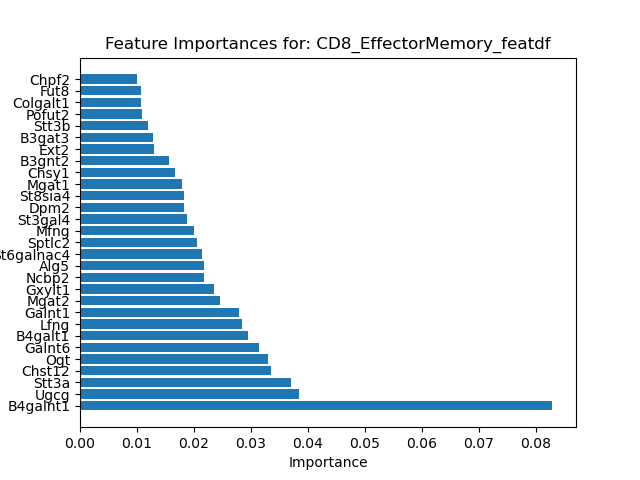 Feature Importances for: CD8_EffectorMemory_featdf
Chpf2
Fut8
Colgalt1
Pofut2
Stt3b
B3gat3
Ext2
B3gnt2
Chsy1
Mgat1
St8sia4
Dpm2
St3gal4
Mfng
Sptlc2
St6galnac4
Alg5
Ncbp2
Gxylt1
Mgat2
Galnt1
Lfng
B4galt1
Galnt6
Ogt
Chst12
Stt3a
Ugcg
B4galnt1
0.00 0.01 0.02 0.03 0.04 0.05 0.06 0.07 0.08
Importance